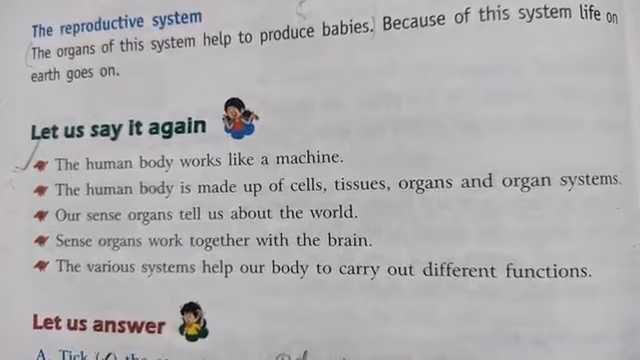 The reproductive system
The organs of this system help to produce babies. Because of this system life on
earth goes on.
Let us say it again
The human body works like a machine.
The human body is made up of cells, tissues, organs and organ systems.
Our sense organs tell us about the world.
Sense organs work together with the brain.
The various systems help our body to carry out different functions.
Let us answer
A. Tick (✓) the